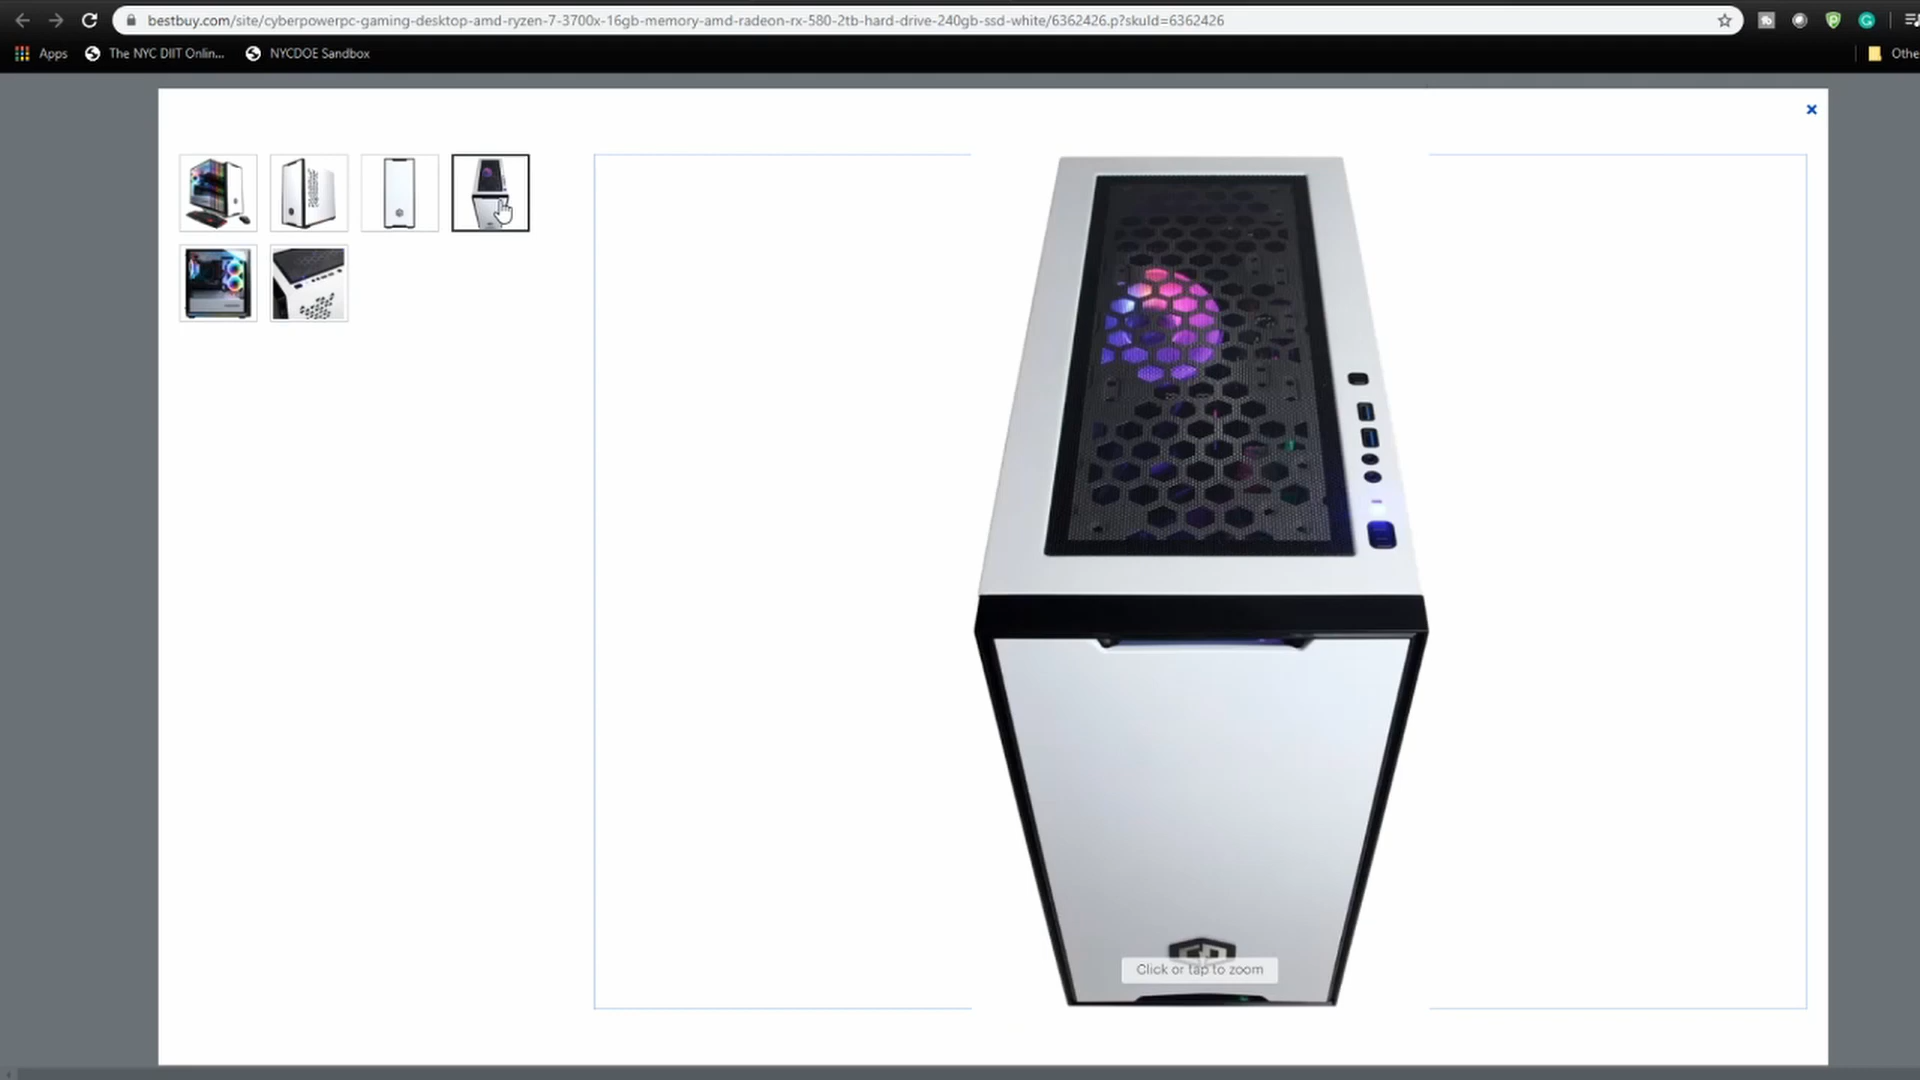 bestbuy.com/site/cyberpowerpc-gaming-desktop-amd-ryzen-7-3700x-16gb-memory-amd-radeon-rx-580-2tb-hard-drive-240gb-ssd-white/6362426.p?skuId=6362426
Apps The NYC DIIT Onlin... NYCDOE Sandbox Othe
Click or tap to zoom